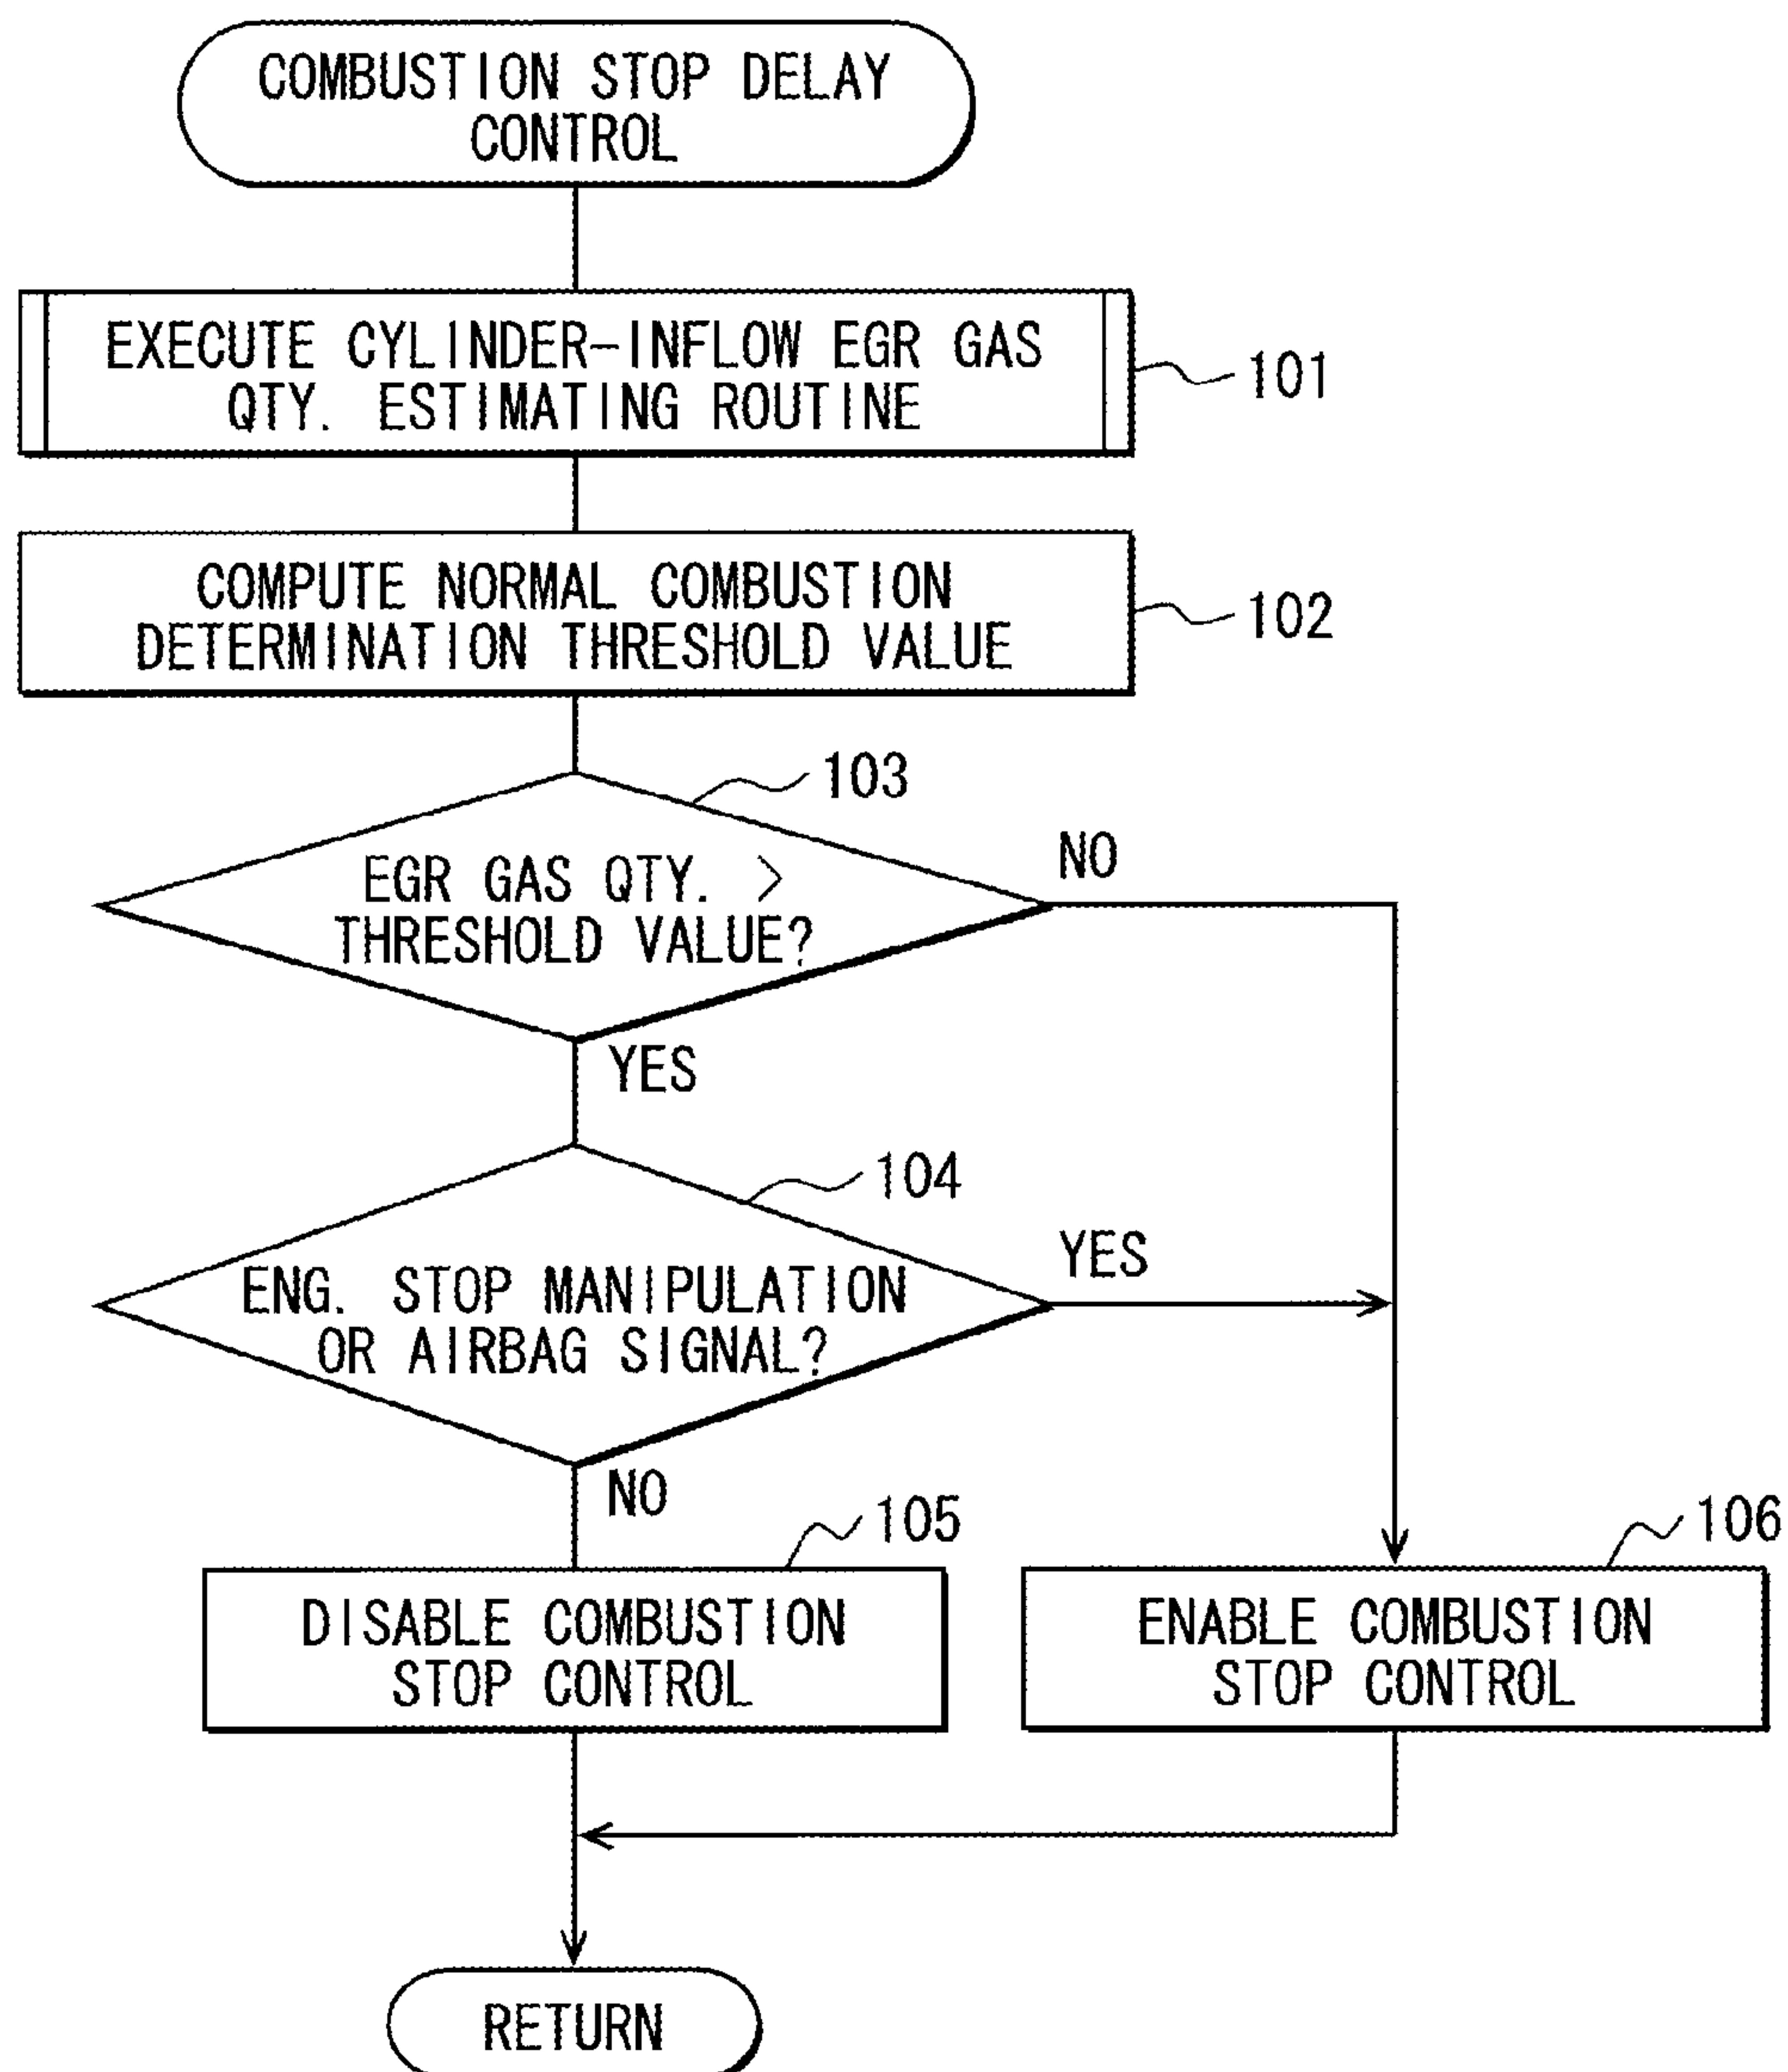 COMBUSTION STOP DELAY
CONTROL
EXECUTE CYLINDER-INFLOW EGR GAS
QTY. ESTIMATING ROUTINE
101
COMPUTE NORMAL COMBUSTION
DETERMINATION THRESHOLD VALUE
102
103
EGR GAS QTY. >
THRESHOLD VALUE?
NO
YES
104
ENG. STOP MANIPULATION
OR AIRBAG SIGNAL?
YES
NO
105
DISABLE COMBUSTION
STOP CONTROL
106
ENABLE COMBUSTION
STOP CONTROL
RETURN